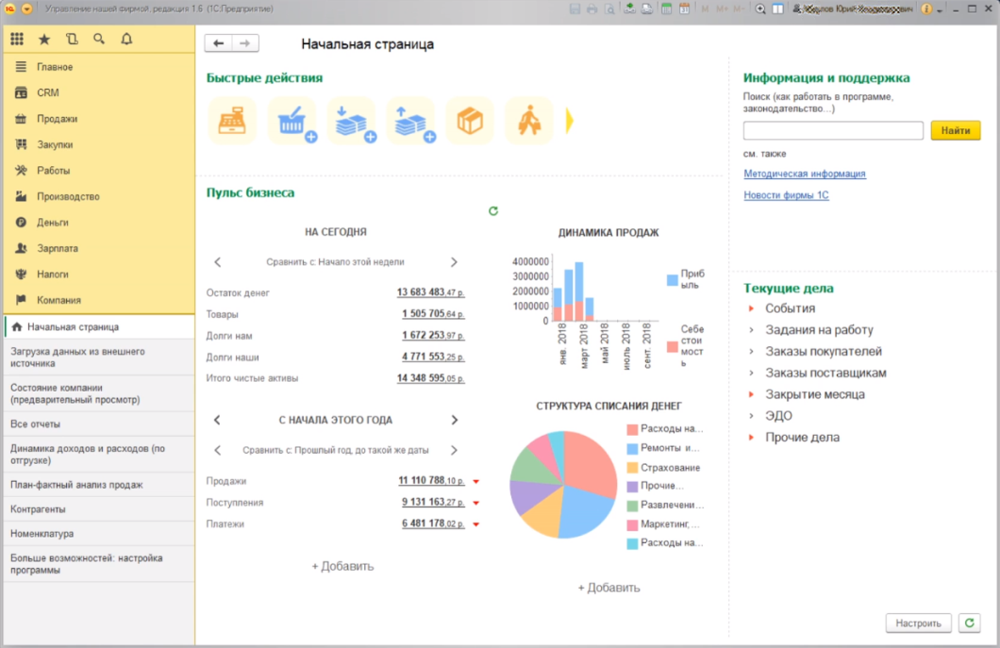 Управление нашей фирмой, редакция 1.6 (1С:Предприятие)
M M+ M-
Главное
CRM
Продажи
Закупки
Работы
Производство
Деньги
Зарплата
Налоги
Компания
Начальная страница
Загрузка данных из внешнего
источника
Состояние компании
(предварительный просмотр)
Все отчеты
Динамика доходов и расходов (по
отгрузке)
План-фактный анализ продаж
Контрагенты
Номенклатура
Больше возможностей: настройка
программы
Начальная страница
Быстрые действия
Пульс бизнеса
НА СЕГОДНЯ
Сравнить с: Начало этой недели
Остаток денег 13 683 483,47 р.
Товары 1 505 705,64 р.
Долги нам 1 672 253,97 р.
Долги наши 4 771 553,25 р.
Итого чистые активы 14 348 595,05 р.
С НАЧАЛА ЭТОГО ГОДА
Сравнить с: Прошлый год, до такой же даты
Продажи 11 110 788,10 р.
Поступления 9 131 163,27 р.
Платежи 6 481 178,02 р.
+ Добавить
ДИНАМИКА ПРОДАЖ
4000000
3000000
2000000
1000000
0
янв. 2018
март 2018
май 2018
июль 2018
сент. 2018
Приб
ыль
Себе
стои
мост
ь
СТРУКТУРА СПИСАНИЯ ДЕНЕГ
Расходы на...
Ремонты и...
Страхование
Прочие...
Развлечени...
Маркетинг,...
Расходы на...
+ Добавить
Информация и поддержка
Поиск (как работать в программе,
законодательство...)
Найти
см. также
Методическая информация
Новости фирмы 1С
Текущие дела
События
Задания на работу
Заказы покупателей
Заказы поставщикам
Закрытие месяца
ЭДО
Прочие дела
Настроить